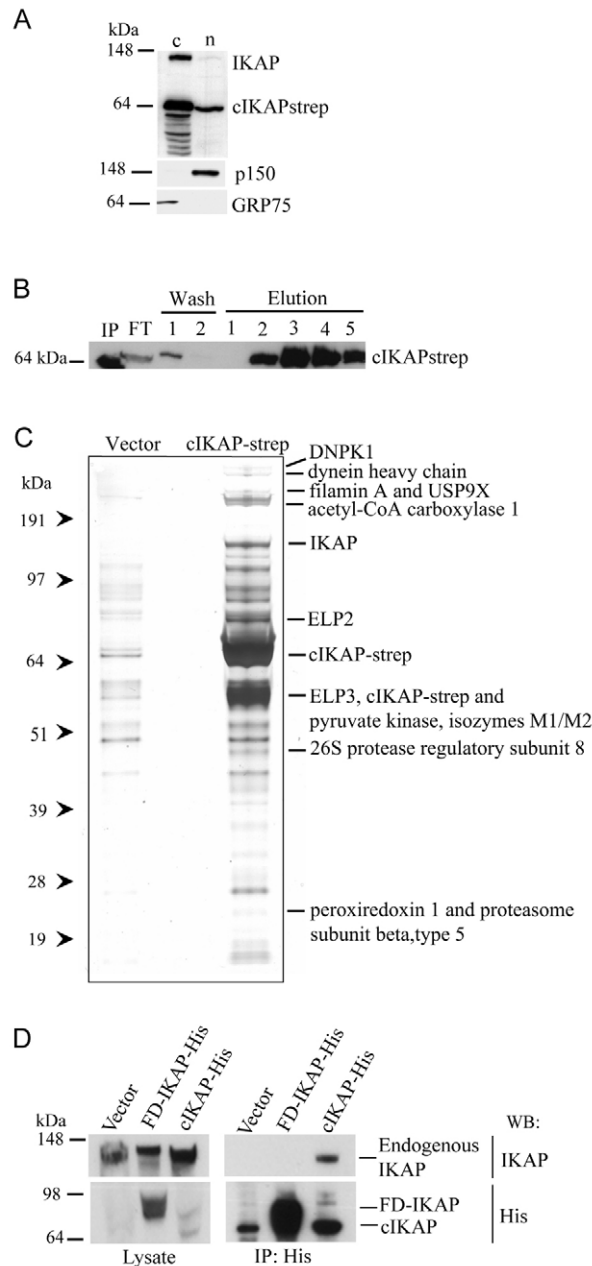 A
kDa
c n
148
IKAP
64
cIKAPstrep
148
p150
64
GRP75
B
Wash Elution
IP FT 1 2 1 2 3 4 5
64 kDa
cIKAPstrep
C
Vector cIKAP-strep
kDa
DNPK1
dynein heavy chain
filamin A and USP9X
acetyl-CoA carboxylase 1
191
IKAP
97
ELP2
64
cIKAP-strep
ELP3, cIKAP-strep and
pyruvate kinase, isozymes M1/M2
51
26S protease regulatory subunit 8
39
28
peroxiredoxin 1 and proteasome
subunit beta,type 5
19
D
Vector FD-IKAP-His cIKAP-His Vector FD-IKAP-His cIKAP-His
kDa
WB:
148
Endogenous
IKAP
IKAP
98
FD-IKAP
cIKAP
His
64
Lysate IP: His